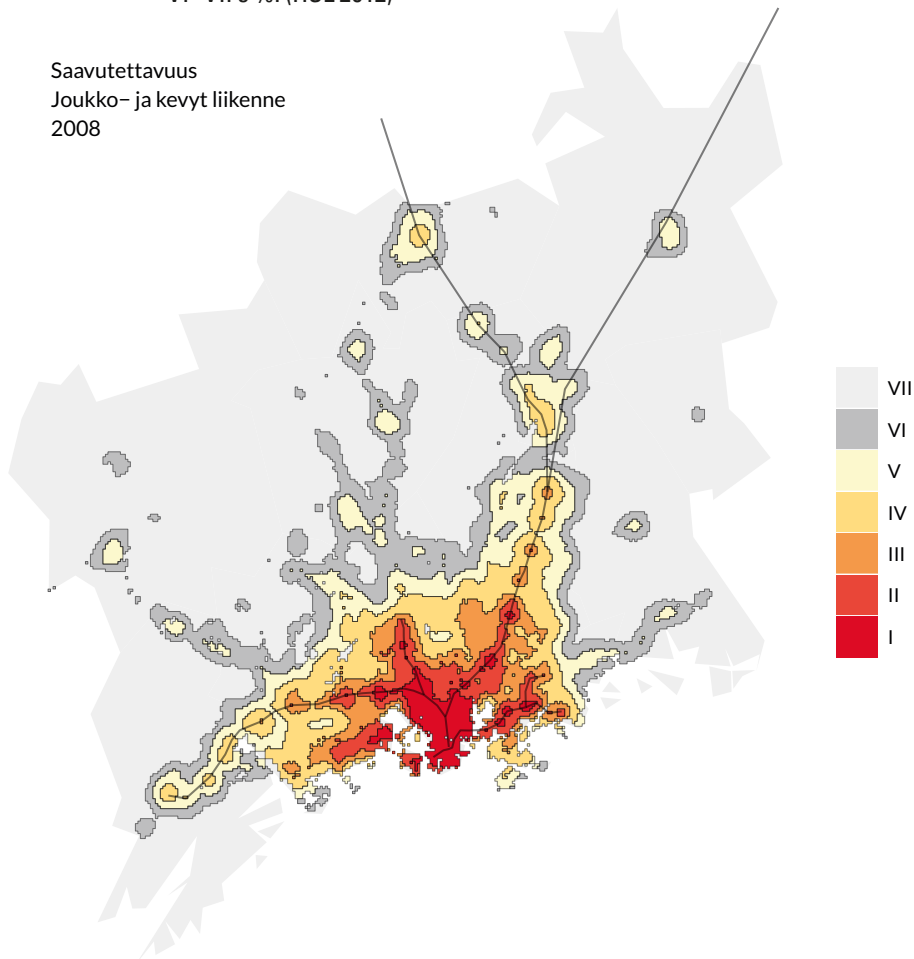 Saavutettavuus
Joukko− ja kevyt liikenne
2008
VII
VI
V
IV
III
II
I